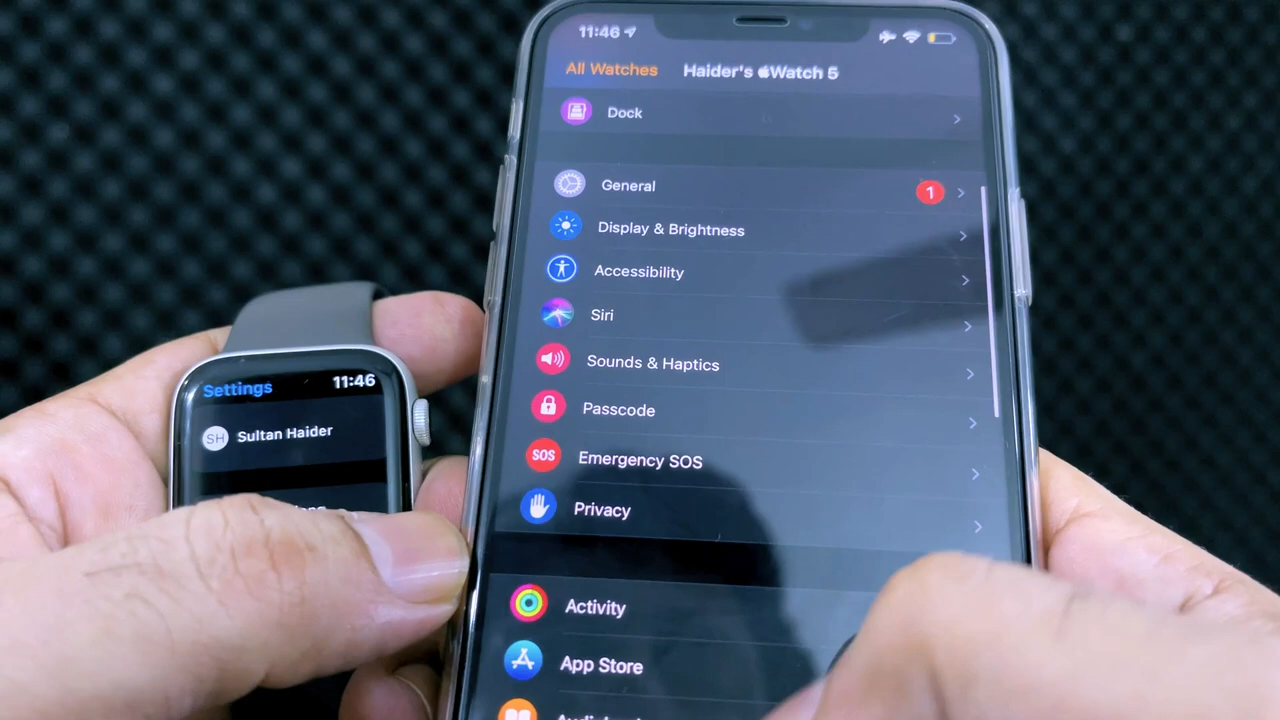 11:46
All Watches Haider's Watch 5
Dock
General 1
Display & Brightness
Accessibility
Siri
Sounds & Haptics
Passcode
SOS Emergency SOS
Privacy
Activity
App Store
Settings 11:46
SH Sultan Haider